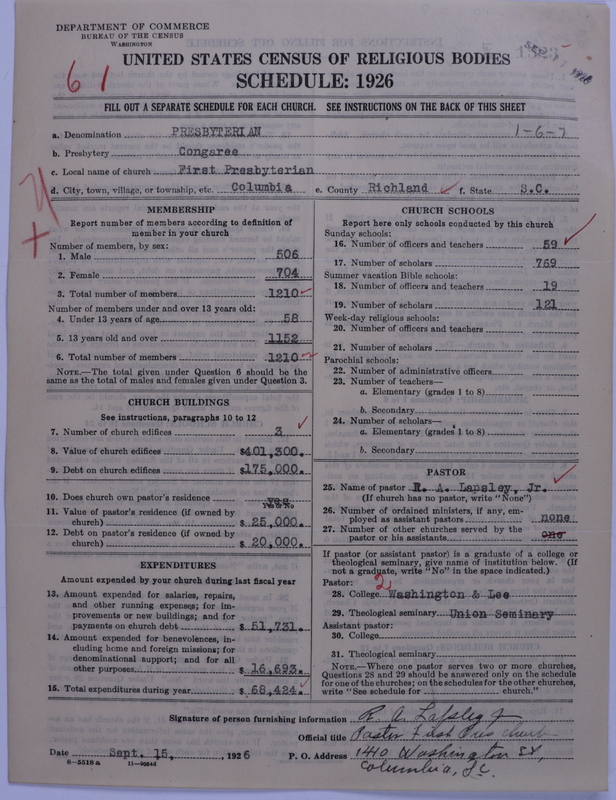 DEPARTMENT OF COMMERCE
BUREAU OF THE CENSUS
WASHINGTON
UNITED STATES CENSUS OF RELIGIOUS BODIES
SCHEDULE: 1926
61
FILL OUT A SEPARATE SCHEDULE FOR EACH CHURCH. SEE INSTRUCTIONS ON THE BACK OF THIS SHEET
a. Denomination PRESBYTERIAN 1-6-7
b. Presbytery Congaree
c. Local name of church First Presbyterian
d. City, town, village, or township, etc. Columbia e. County Richland f. State S.C.
MEMBERSHIP
Report number of members according to definition of
member in your church
Number of members, by sex:
1. Male 506
2. Female 704
3. Total number of members 1210
Number of members under and over 13 years old:
4. Under 13 years of age 58
5. 13 years old and over 1152
6. Total number of members 1210
NOTE.—The total given under Question 6 should be the
same as the total of males and females given under Question 3.
CHURCH BUILDINGS
See instructions, paragraphs 10 to 12
7. Number of church edifices 3
8. Value of church edifices $401,300.
9. Debt on church edifices $175,000.
10. Does church own pastor's residence yes
Yes or No
11. Value of pastor's residence (if owned by
church) $25,000.
12. Debt on pastor's residence (if owned by
church) $20,000.
EXPENDITURES
Amount expended by your church during last fiscal year
13. Amount expended for salaries, repairs,
and other running expenses; for im-
provements or new buildings; and for
payments on church debt $51,731.
14. Amount expended for benevolences, in-
cluding home and foreign missions; for
denominational support; and for all
other purposes $16,693.
15. Total expenditures during year $68,424.
CHURCH SCHOOLS
Report here only schools conducted by this church
Sunday schools:
16. Number of officers and teachers 59
17. Number of scholars 769
Summer vacation Bible schools:
18. Number of officers and teachers 19
19. Number of scholars 121
Week-day religious schools:
20. Number of officers and teachers
21. Number of scholars
Parochial schools:
22. Number of administrative officers
23. Number of teachers—
a. Elementary (grades 1 to 8)
b. Secondary
24. Number of scholars—
a. Elementary (grades 1 to 8)
b. Secondary
PASTOR
25. Name of pastor R. A. Lapsley, Jr.
(If church has no pastor, write "None")
26. Number of ordained ministers, if any, em-
ployed as assistant pastors none
27. Number of other churches served by the
pastor or his assistants one
If pastor (or assistant pastor) is a graduate of a college or
theological seminary, give name of institution below. (If
not a graduate, write "No" in the space indicated.)
Pastor: 2
28. College Washington & Lee
29. Theological seminary Union Seminary
Assistant pastor:
30. College
31. Theological seminary
NOTE.—Where one pastor serves two or more churches,
Questions 28 and 29 should be answered only on the schedule
for one of the churches; on the schedules for the other churches,
write "See schedule for church."
Signature of person furnishing information R. A. Lapsley Jr
Official title Pastor First Pres Church
Date Sept. 15, 1926 P. O. Address 1410 Washington St,
Columbia, S.C.
8-5518a